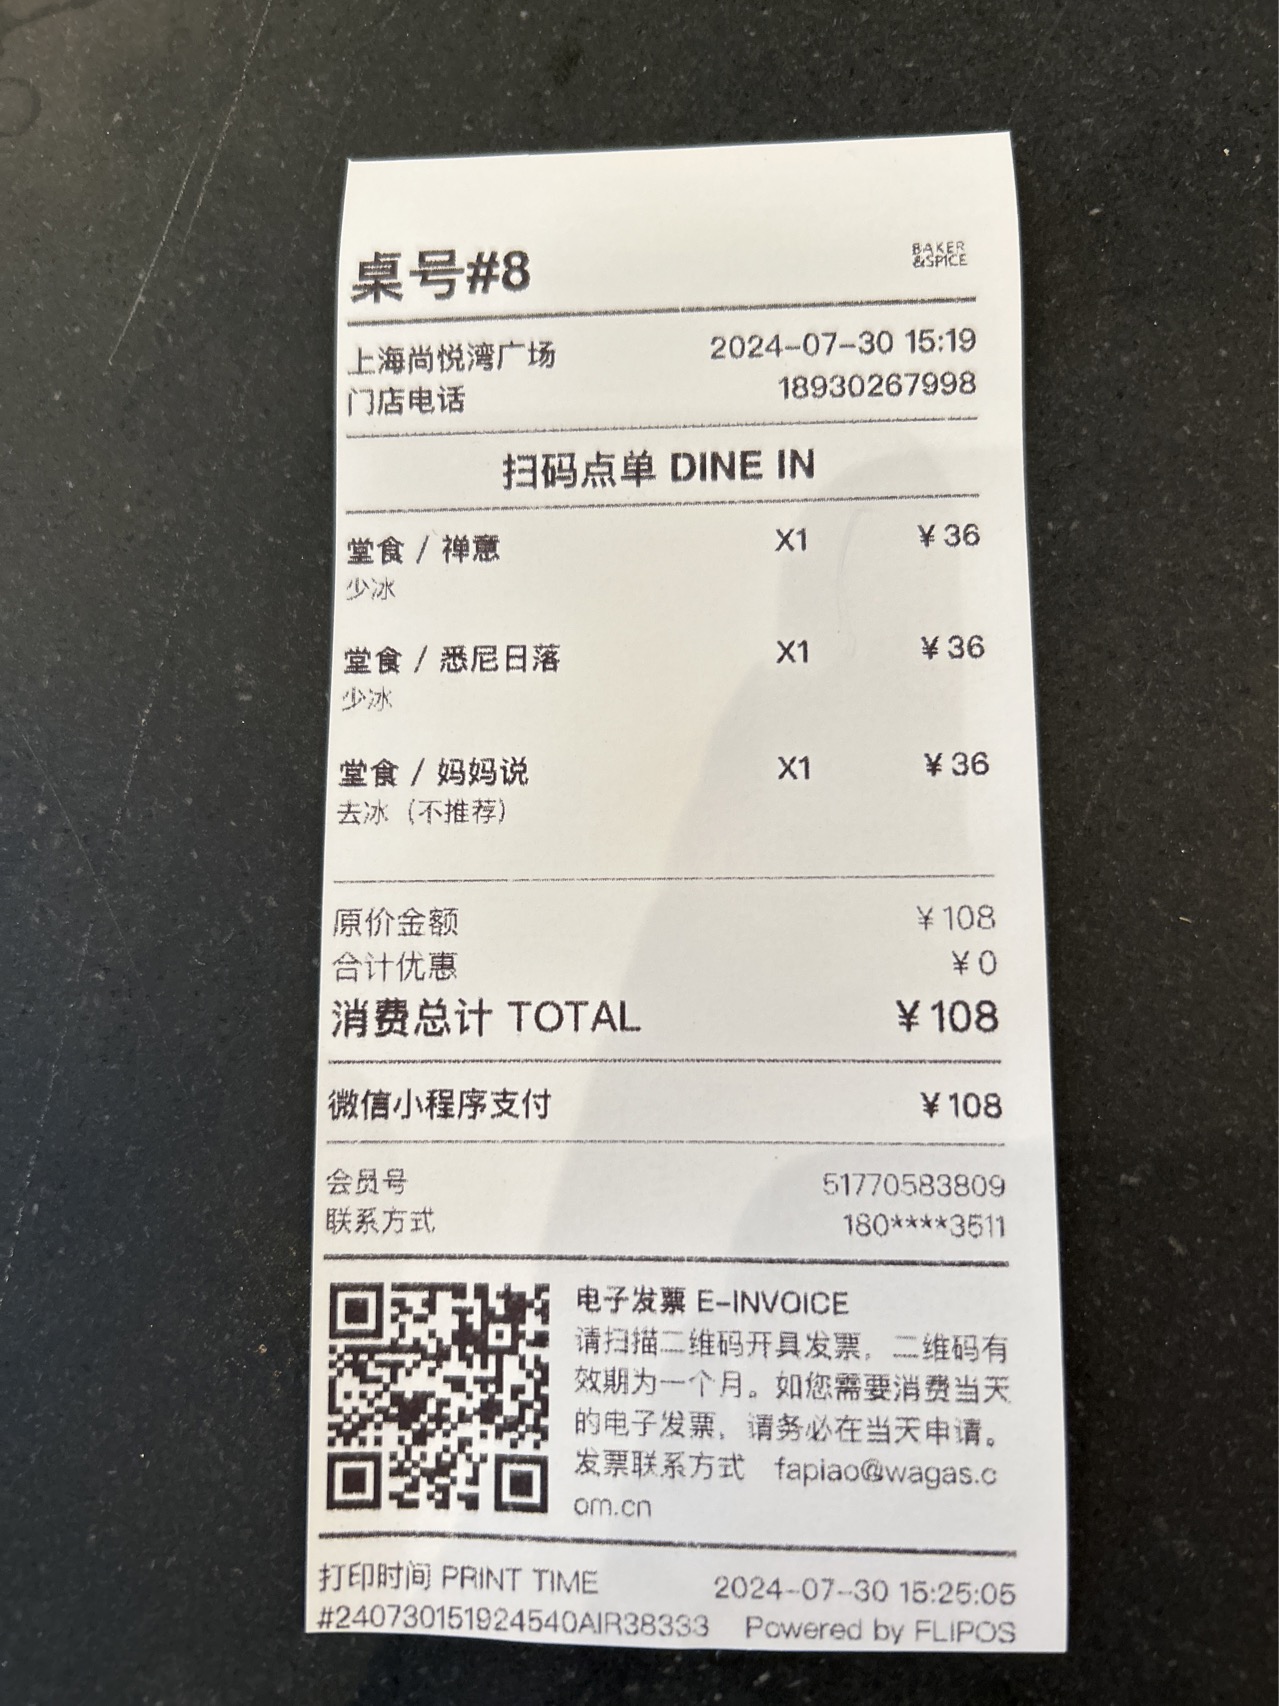 桌号#8
BAKER
&SPICE
上海尚悦湾广场 2024-07-30 15:19
门店电话 18930267998
扫码点单 DINE IN
堂食 / 禅意 X1 ¥36
少冰
堂食 / 悉尼日落 X1 ¥36
少冰
堂食 / 妈妈说 X1 ¥36
去冰（不推荐）
原价金额 ¥108
合计优惠 ¥0
消费总计 TOTAL ¥108
微信小程序支付 ¥108
会员号 51770583809
联系方式 180****3511
电子发票 E-INVOICE
请扫描二维码开具发票，二维码有
效期为一个月。如您需要消费当天
的电子发票，请务必在当天申请。
发票联系方式 fapiao@wagas.c
om.cn
打印时间 PRINT TIME 2024-07-30 15:25:05
#240730151924540AIR38333 Powered by FLIPOS